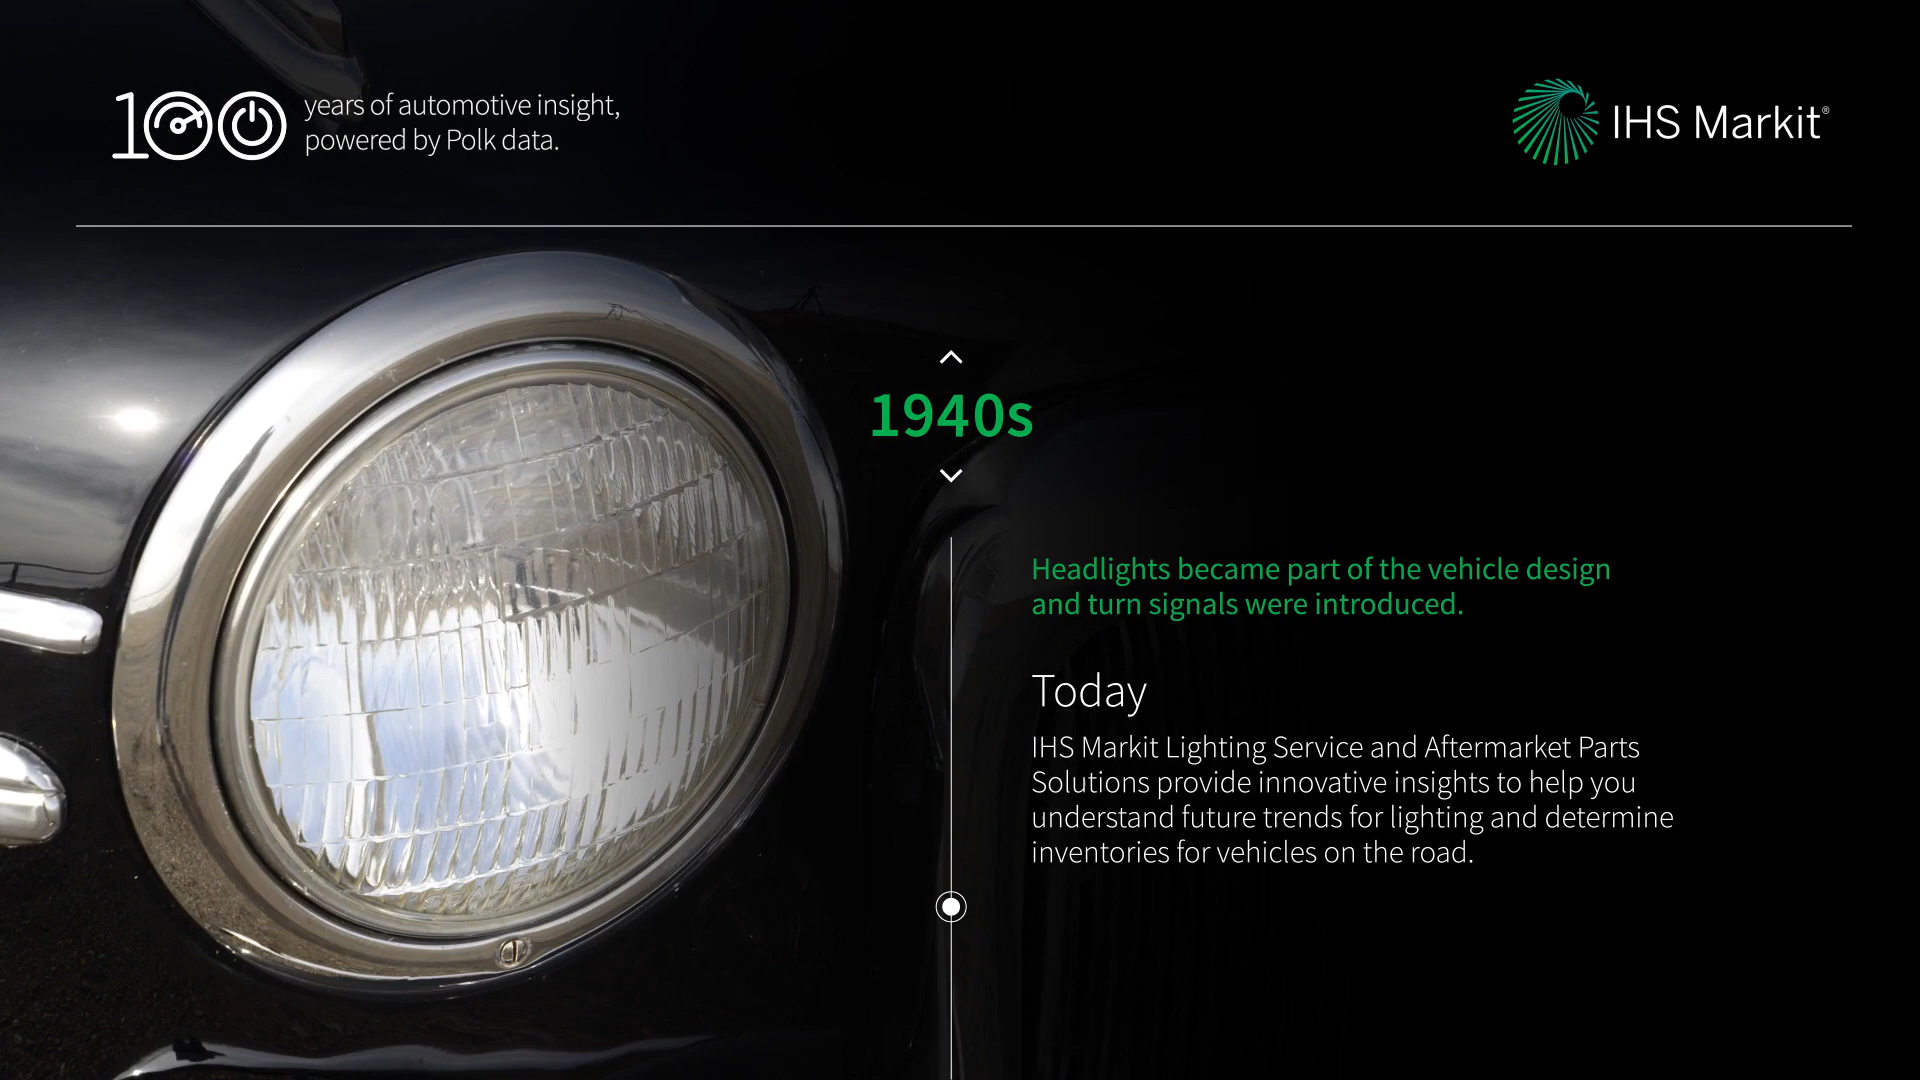 100 years of automotive insight,
powered by Polk data.
IHS Markit®
1940s
Headlights became part of the vehicle design
and turn signals were introduced.
Today
IHS Markit Lighting Service and Aftermarket Parts
Solutions provide innovative insights to help you
understand future trends for lighting and determine
inventories for vehicles on the road.